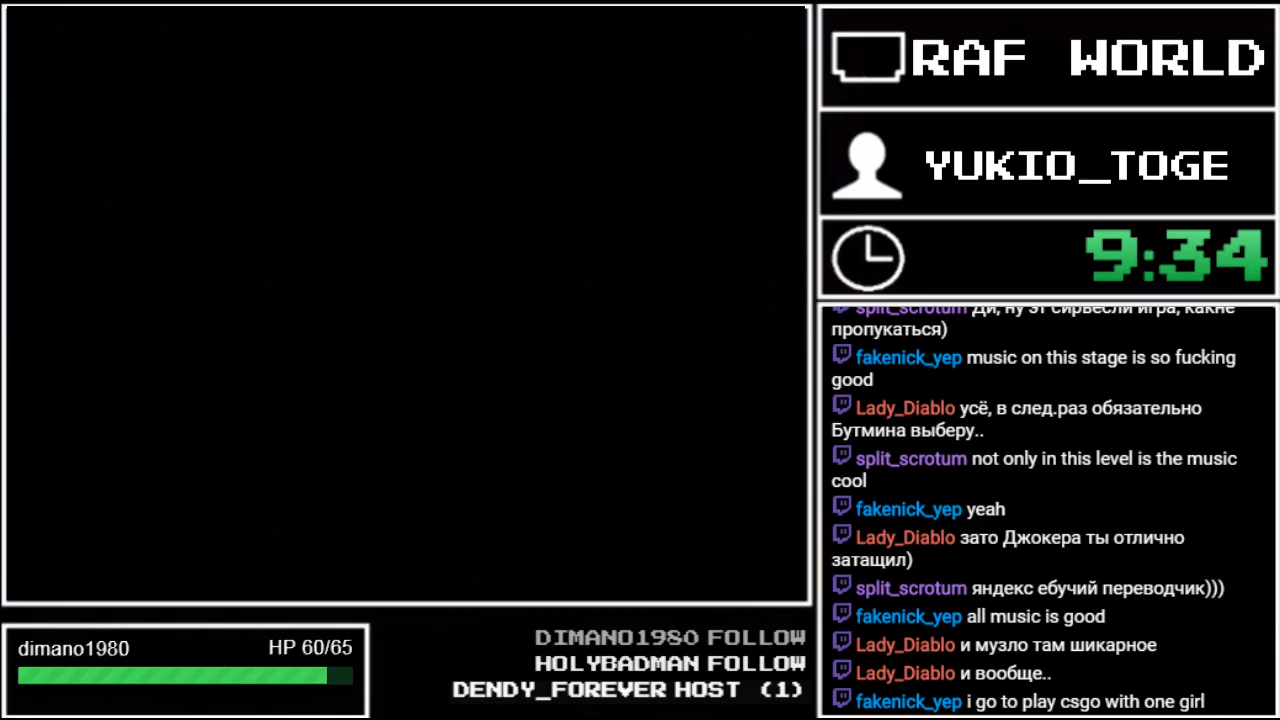 RAF WORLD
YUKIO_TOGE
9:34
пропукаться)
fakenick_yep music on this stage is so fucking
good
Lady_Diablo усё, в след.раз обязательно
Бутмина выберу..
split_scrotum not only in this level is the music
cool
fakenick_yep yeah
Lady_Diablo зато Джокера ты отлично
затащил)
split_scrotum яндекс ебучий переводчик)))
fakenick_yep all music is good
Lady_Diablo и музло там шикарное
Lady_Diablo и вообще..
fakenick_yep i go to play csgo with one girl
dimano1980 HP 60/65
DIMANO1980 FOLLOW
HOLYBADMAN FOLLOW
DENDY_FOREVER HOST (1)